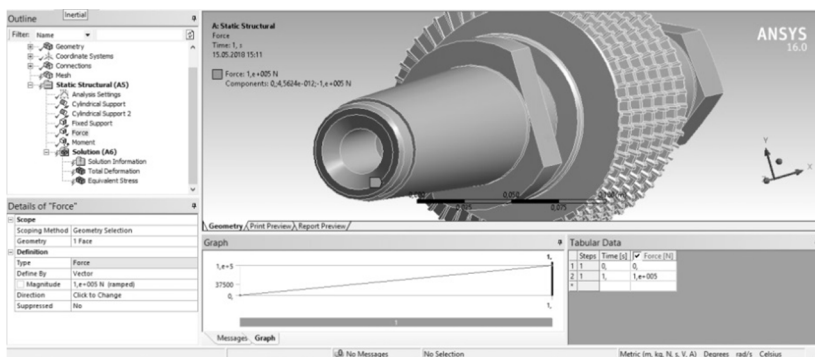 Outline
Inertial
Filter: Name
Geometry
Coordinate Systems
Connections
Mesh
Static Structural (A5)
Analysis Settings
Cylindrical Support
Cylindrical Support 2
Fixed Support
Force
Moment
Solution (A6)
Solution Information
Total Deformation
Equivalent Stress
A: Static Structural
Force
Time: 1, s
15.05.2018 15:11
Force: 1,e+005 N
Components: 0,;4,5624e-012;-1,e+005 N
ANSYS
16.0
Y
X
0,050
0,025
0,075
Geometry Print Preview Report Preview
Details of "Force"
Scope
Scoping Method Geometry Selection
Geometry 1 Face
Definition
Type Force
Define By Vector
Magnitude 1,e+005 N (ramped)
Direction Click to Change
Suppressed No
Graph
1,
1,e+5
37500
0,
1,
1
Messages Graph
Tabular Data
Steps Time [s] Force [N]
1 1 0, 0,
2 1 1, 1,e+005
*
No Messages No Selection Metric (m, kg, N, s, V, A) Degrees rad/s Celsius